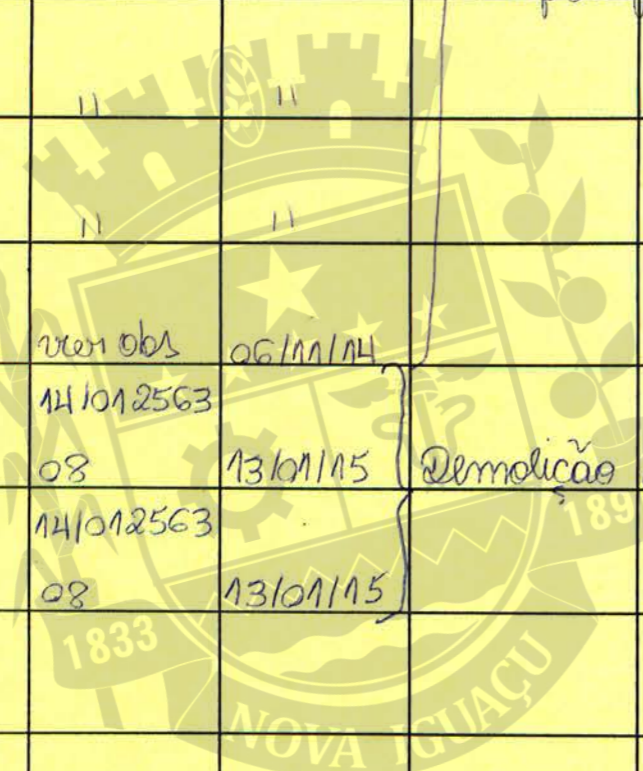 " "
" "
ver obs 06/11/14
14/012563
08 13/01/15 Demolição
14/012563
08 13/01/15
1833
189
NOVA IGUAÇU